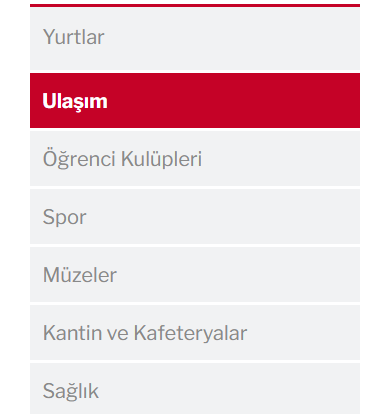 Yurtlar
Ulaşım
Öğrenci Kulüpleri
Spor
Müzeler
Kantin ve Kafeteryalar
Sağlık